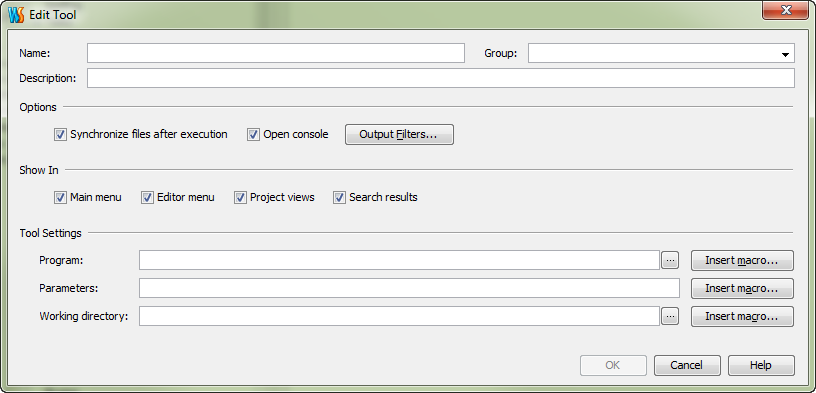 WS Edit Tool
Name: Group:
Description:
Options
Synchronize files after execution Open console Output Filters...
Show In
Main menu Editor menu Project views Search results
Tool Settings
Program: ... Insert macro...
Parameters: Insert macro...
Working directory: ... Insert macro...
OK Cancel Help